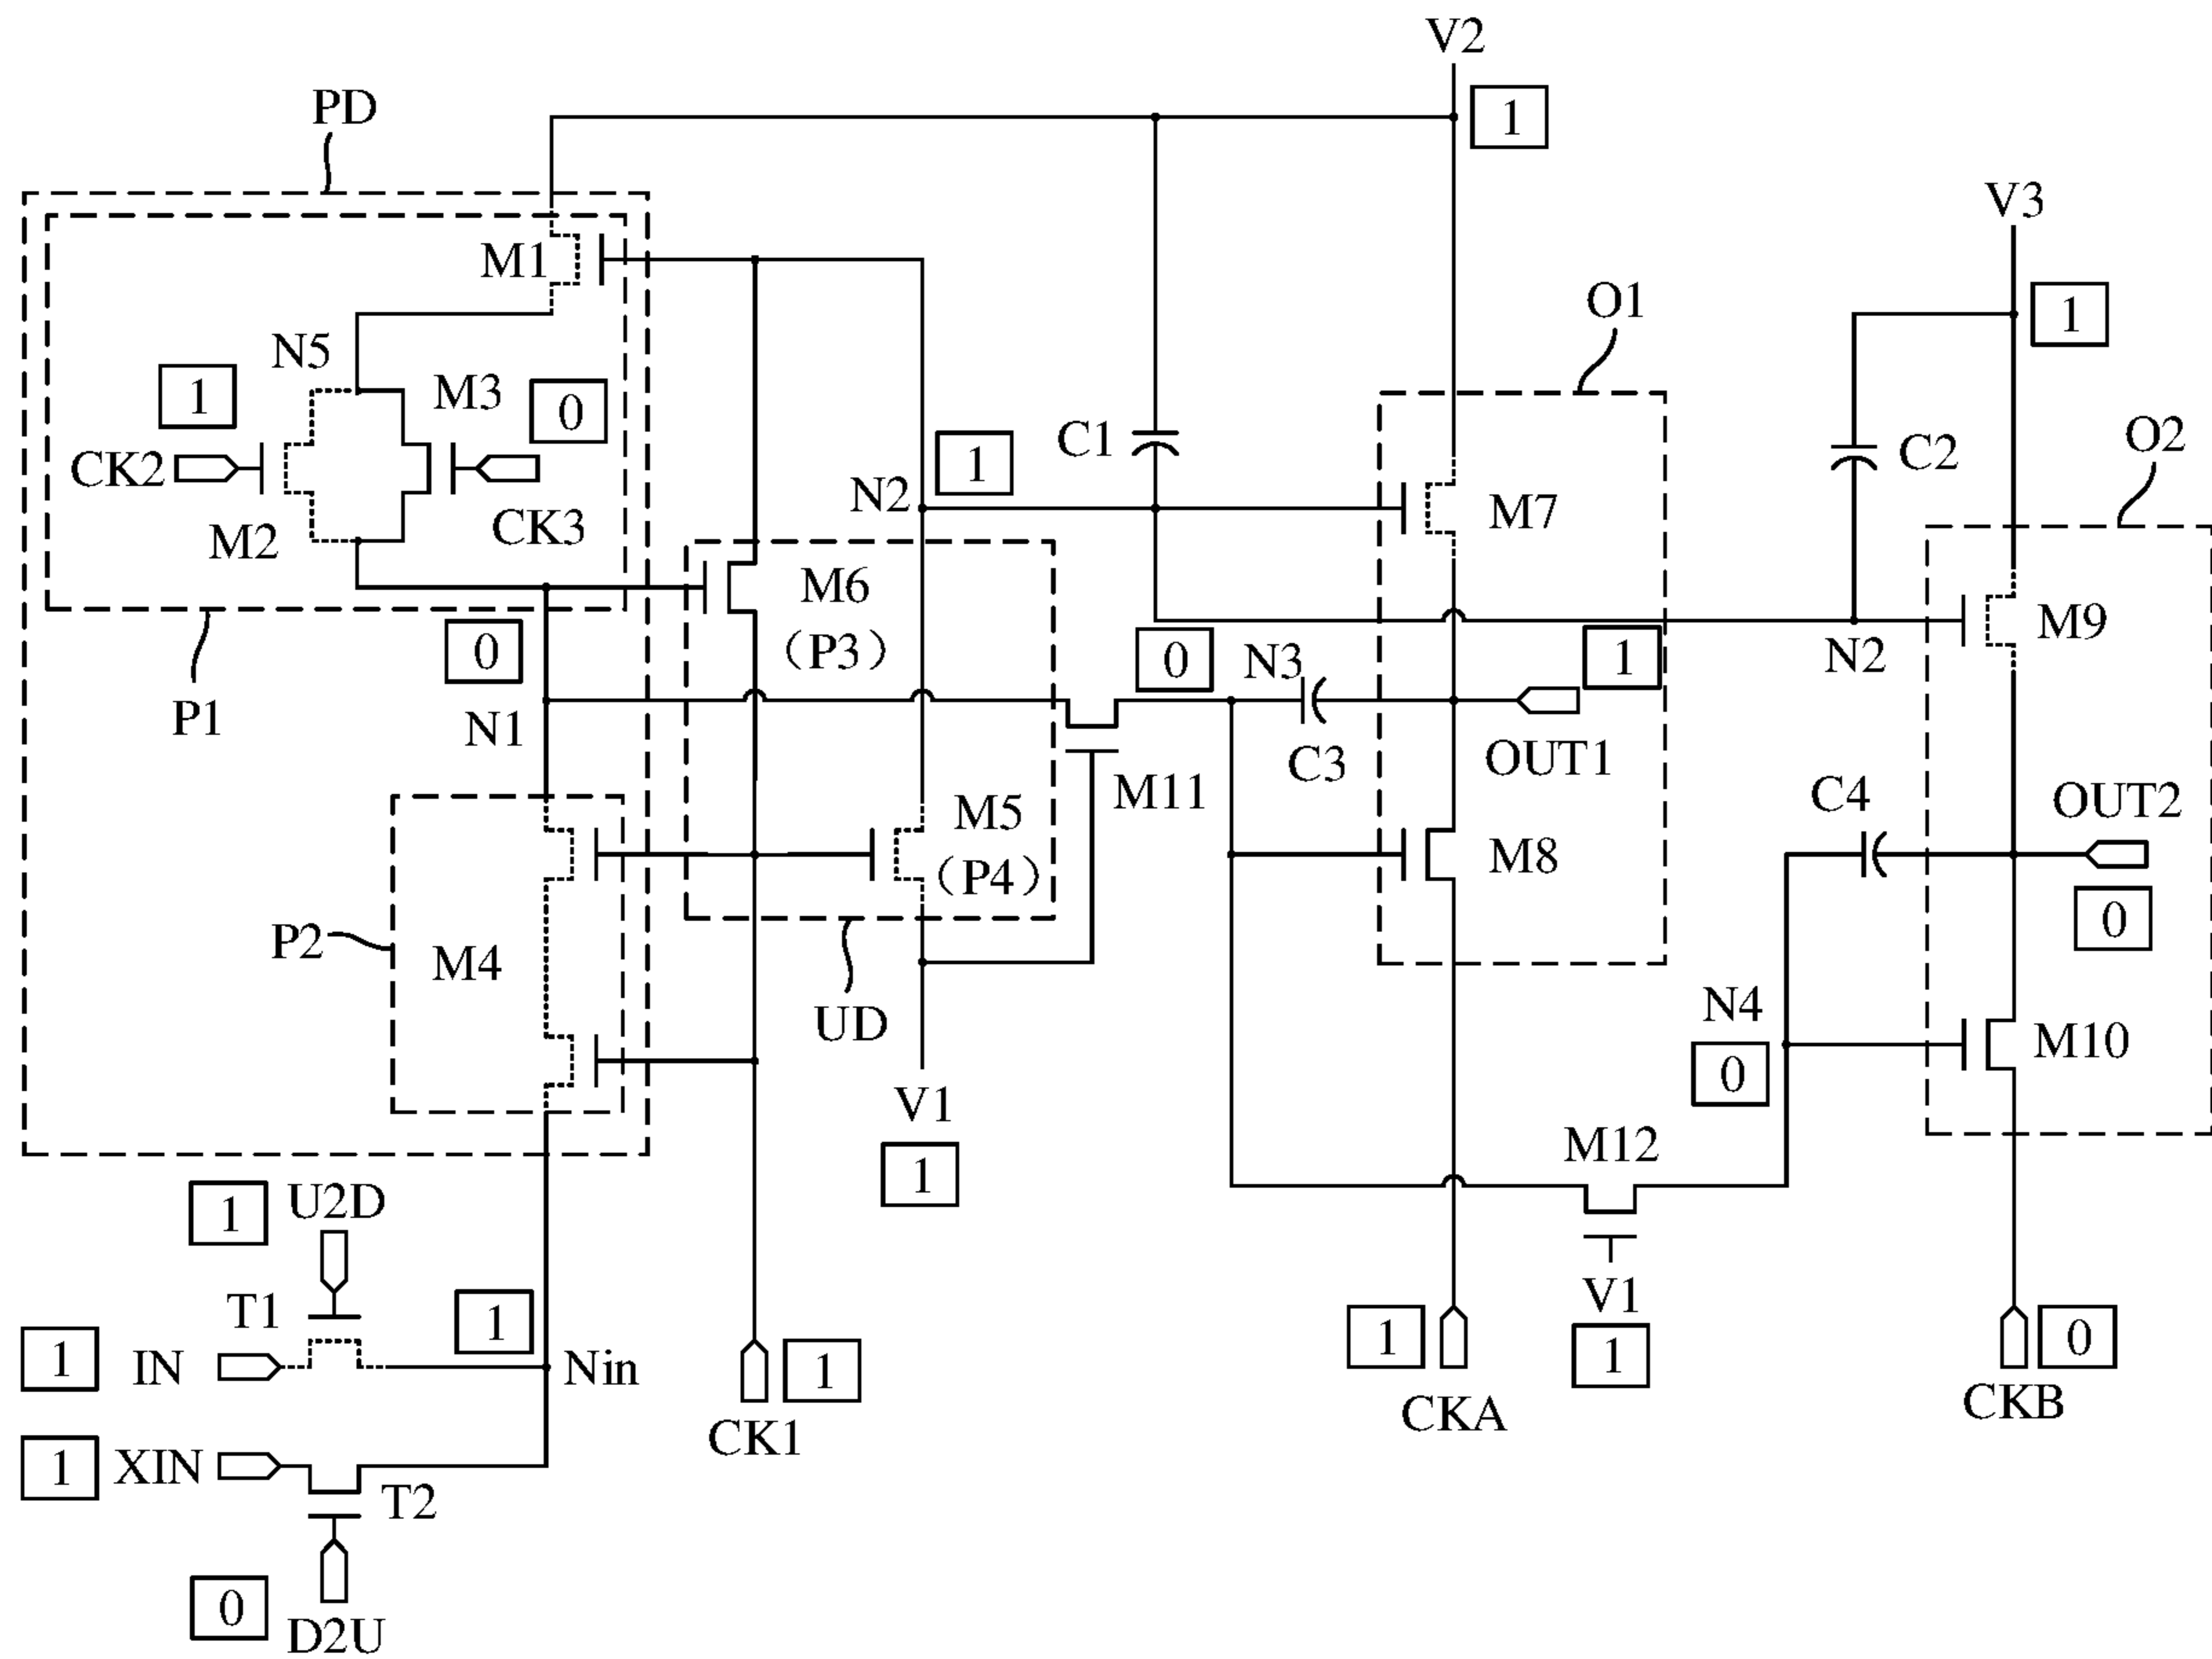 V2
1
PD
V3
1
M1
O1
N5
1
M3
0
CK2
M2
CK3
C1
1
N2
M7
C2
O2
M6
(P3)
0
N3
1
M9
N2
0
N1
P1
C3
OUT1
M11
C4
OUT2
M5
(P4)
M8
0
P2
M4
UD
N4
0
M10
V1
1
M12
1
U2D
T1
1
1
IN
Nin
1
CK1
1
CKA
V1
1
0
CKB
1
XIN
T2
0
D2U